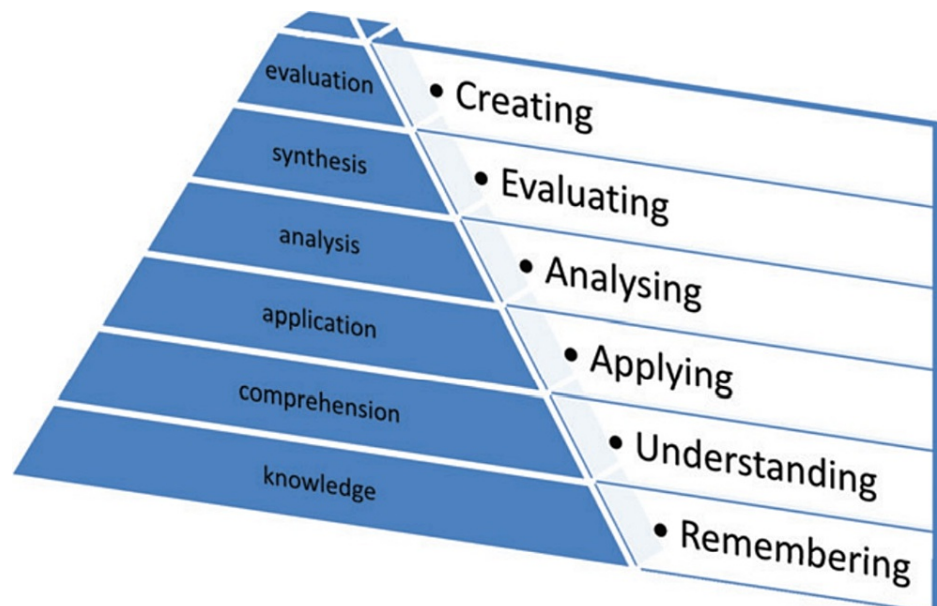 evaluation
• Creating
synthesis
• Evaluating
analysis
• Analysing
application
• Applying
comprehension
• Understanding
knowledge
• Remembering